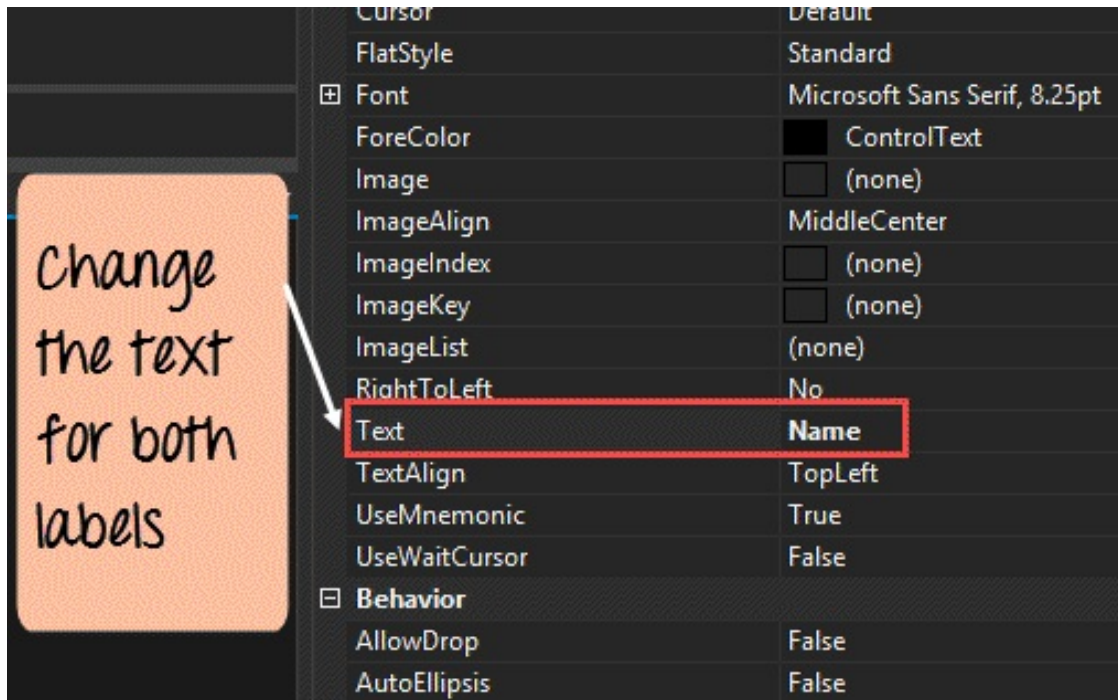 Cursor Default
FlatStyle Standard
Font Microsoft Sans Serif, 8.25pt
ForeColor ControlText
Image (none)
ImageAlign MiddleCenter
ImageIndex (none)
ImageKey (none)
ImageList (none)
RightToLeft No
Text Name
TextAlign TopLeft
UseMnemonic True
UseWaitCursor False
Behavior
AllowDrop False
AutoEllipsis False
Change
the text
for both
labels